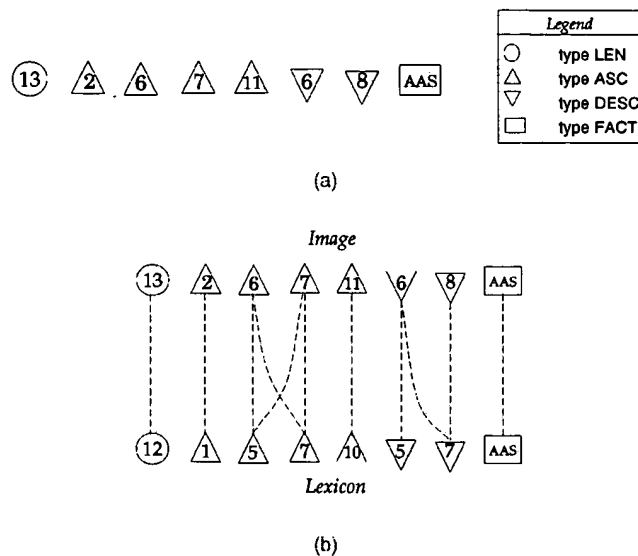 Legend
type LEN
type ASC
type DESC
type FACT
13 2 6 7 11 6 8 AAS
(a)
Image
13 2 6 7 11 6 8 AAS
12 1 5 7 10 5 7 AAS
Lexicon
(b)